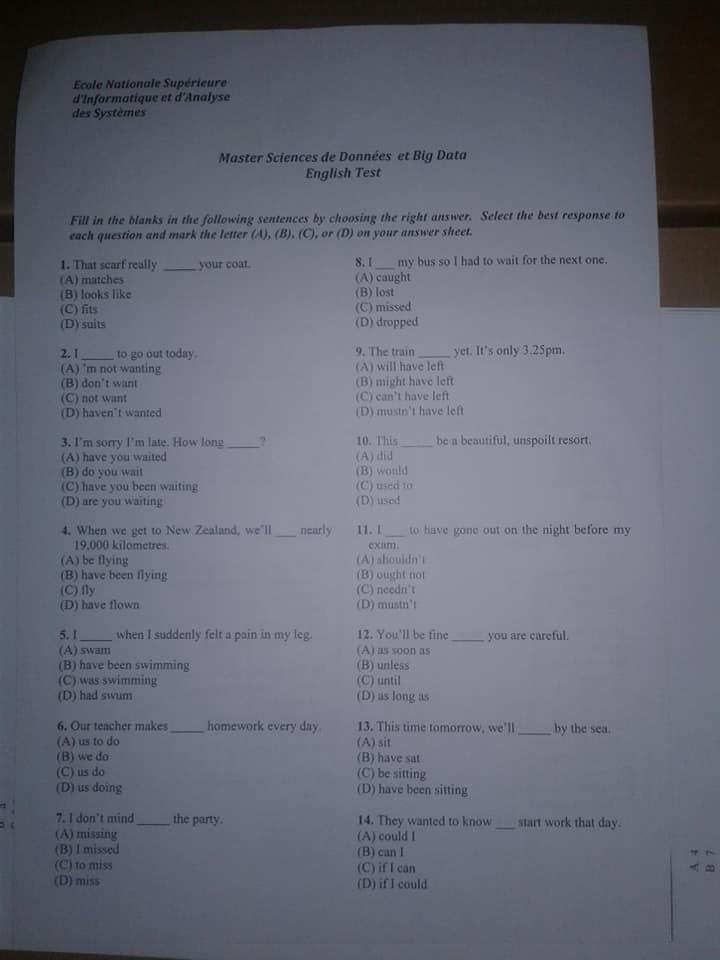 Ecole Nationale Supérieure
d'Informatique et d'Analyse
des Systèmes
Master Sciences de Données et Big Data
English Test
Fill in the blanks in the following sentences by choosing the right answer. Select the best response to
each question and mark the letter (A), (B), (C), or (D) on your answer sheet.
1. That scarf really _____ your coat.
(A) matches
(B) looks like
(C) fits
(D) suits
2. I _____ to go out today.
(A) 'm not wanting
(B) don't want
(C) not want
(D) haven't wanted
3. I'm sorry I'm late. How long _____?
(A) have you waited
(B) do you wait
(C) have you been waiting
(D) are you waiting
4. When we get to New Zealand, we'll ___ nearly
19,000 kilometres.
(A) be flying
(B) have been flying
(C) fly
(D) have flown
5. I _____ when I suddenly felt a pain in my leg.
(A) swam
(B) have been swimming
(C) was swimming
(D) had swum
6. Our teacher makes _____ homework every day.
(A) us to do
(B) we do
(C) us do
(D) us doing
7. I don't mind _____ the party.
(A) missing
(B) I missed
(C) to miss
(D) miss
8. I ___ my bus so I had to wait for the next one.
(A) caught
(B) lost
(C) missed
(D) dropped
9. The train _____ yet. It's only 3.25pm.
(A) will have left
(B) might have left
(C) can't have left
(D) mustn't have left
10. This _____ be a beautiful, unspoilt resort.
(A) did
(B) would
(C) used to
(D) used
11. I ___ to have gone out on the night before my
exam.
(A) shouldn't
(B) ought not
(C) needn't
(D) mustn't
12. You'll be fine _____ you are careful.
(A) as soon as
(B) unless
(C) until
(D) as long as
13. This time tomorrow, we'll _____ by the sea.
(A) sit
(B) have sat
(C) be sitting
(D) have been sitting
14. They wanted to know ___ start work that day.
(A) could I
(B) can I
(C) if I can
(D) if I could
A 4
B 7